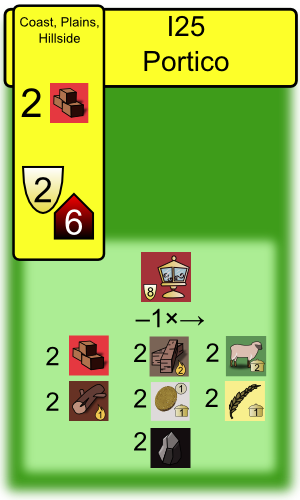 I25
Portico
Coast, Plains,
Hillside
2
2
6
8
–1×→
2 2 2 2 2
2 1 2 1 2 1
2